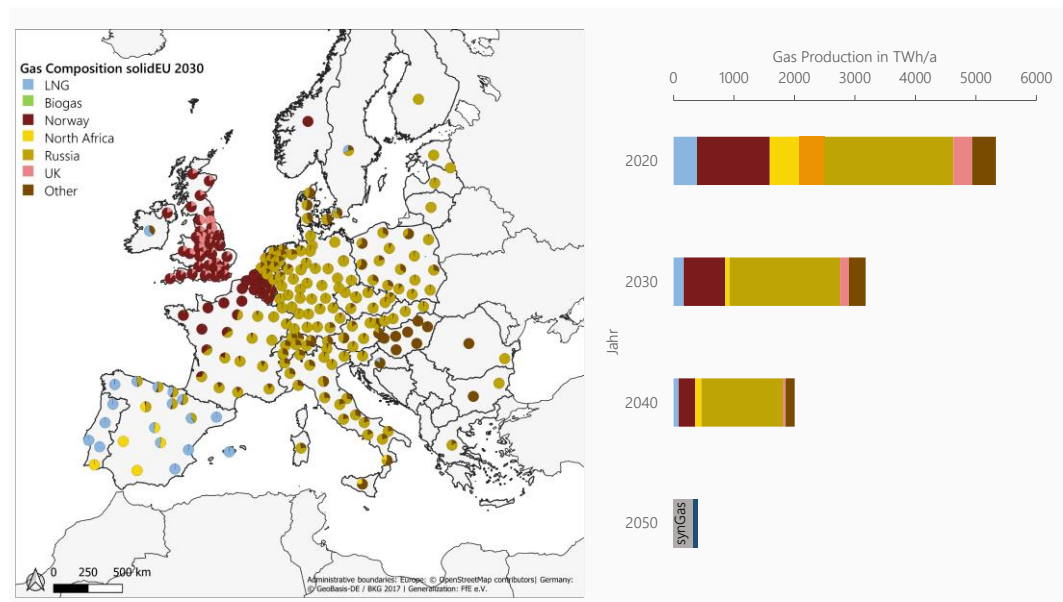 Gas Composition solidEU 2030
LNG
Biogas
Norway
North Africa
Russia
UK
Other
0 250 500 km
Administrative boundaries: Europe: © OpenStreetMap contributors| Germany:
© GeoBasis-DE / BKG 2017 | Generalization: FfE e.V.
Gas Production in TWh/a
0 1000 2000 3000 4000 5000 6000
Jahr
2020
2030
2040
2050
synGas